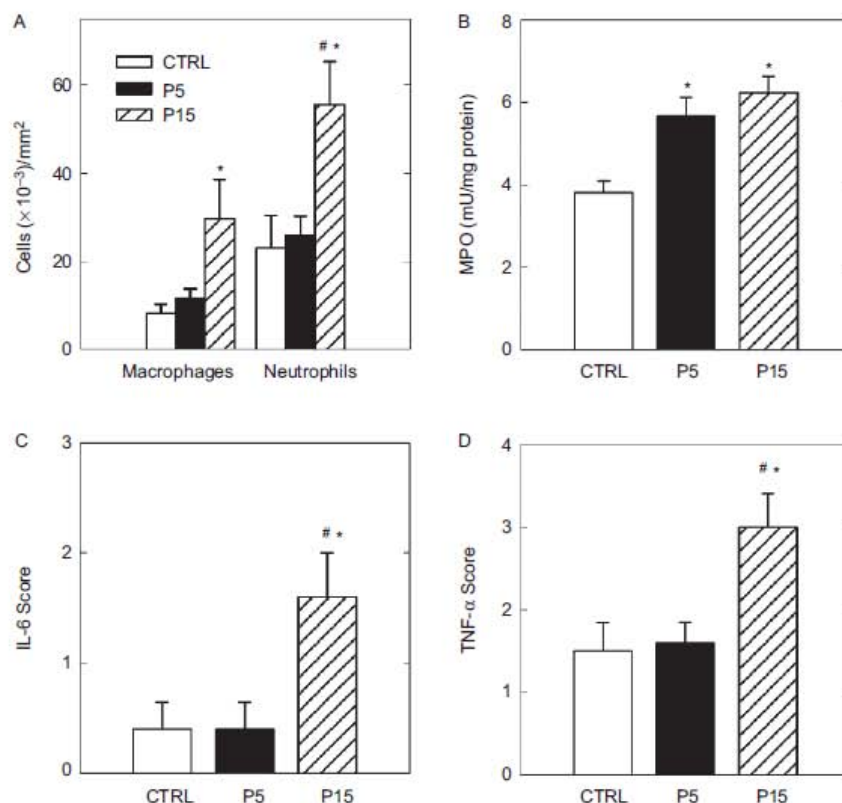 A
CTRL
P5
P15
Cells (× 10⁻³)/mm²
60
40
20
0
# *
*
Macrophages
Neutrophils
B
MPO (mU/mg protein)
8
6
4
2
0
*
*
CTRL
P5
P15
C
IL-6 Score
3
2
1
0
# *
CTRL
P5
P15
D
TNF-α Score
4
3
2
1
0
# *
CTRL
P5
P15